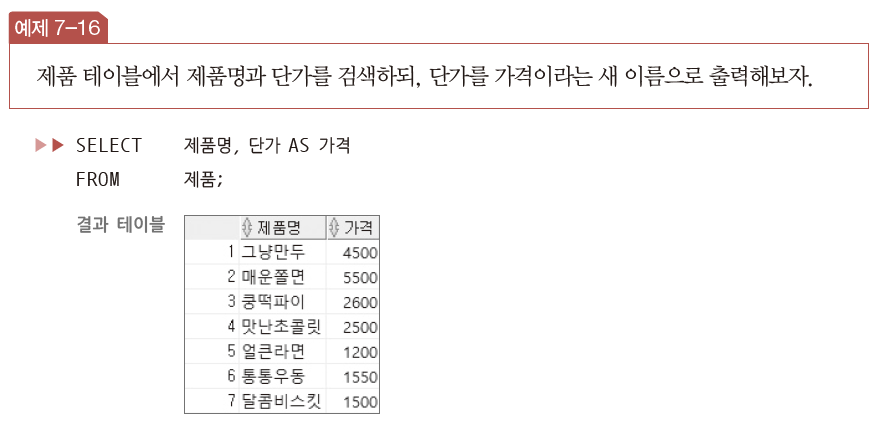 예제 7-16
제품 테이블에서 제품명과 단가를 검색하되, 단가를 가격이라는 새 이름으로 출력해보자.
▶▶ SELECT 제품명, 단가 AS 가격
FROM 제품;
결과 테이블
제품명 가격
1 그냥만두 4500
2 매운쫄면 5500
3 쿵떡파이 2600
4 맛난초콜릿 2500
5 얼큰라면 1200
6 통통우동 1550
7 달콤비스킷 1500